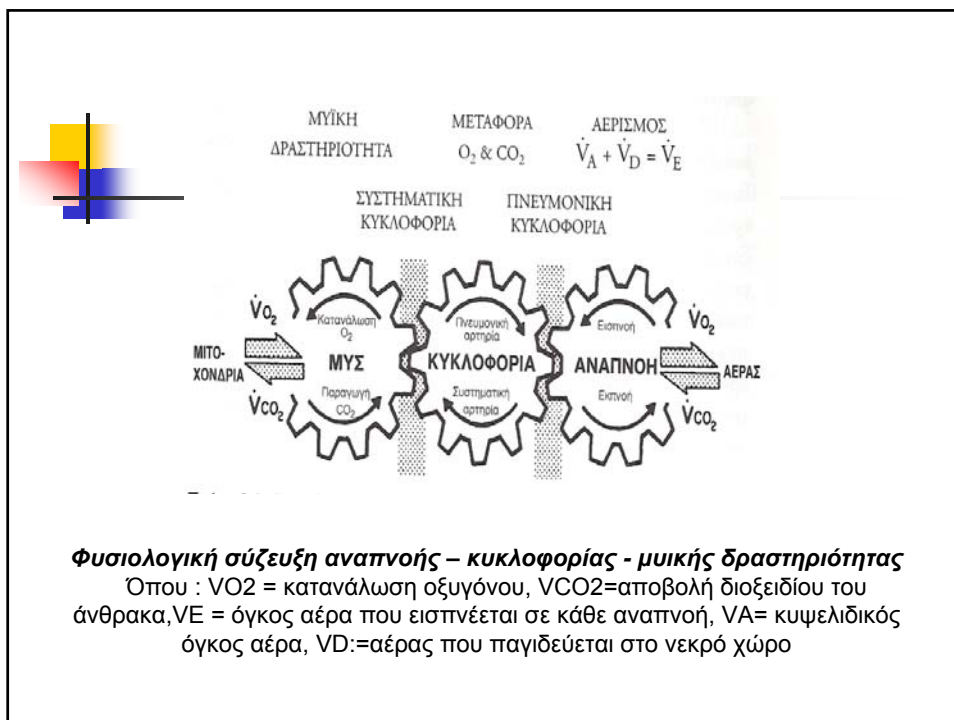 ΜΥΪΚΗ
ΔΡΑΣΤΗΡΙΟΤΗΤΑ
ΜΕΤΑΦΟΡΑ
O₂ & CO₂
ΑΕΡΙΣΜΟΣ
V̇A + V̇D = V̇E
ΣΥΣΤΗΜΑΤΙΚΗ
ΚΥΚΛΟΦΟΡΙΑ
ΠΝΕΥΜΟΝΙΚΗ
ΚΥΚΛΟΦΟΡΙΑ
V̇O₂
ΜΙΤΟ-
ΧΟΝΔΡΙΑ
V̇CO₂
Κατανάλωση
O₂
ΜΥΣ
Παραγωγή
CO₂
Πνευμονική
αρτηρία
ΚΥΚΛΟΦΟΡΙΑ
Συστηματική
αρτηρία
Εισπνοή
ΑΝΑΠΝΟΗ
Εκπνοή
V̇O₂
ΑΕΡΑΣ
V̇CO₂
Φυσιολογική σύζευξη αναπνοής – κυκλοφορίας - μυικής δραστηριότητας
Όπου : VO2 = κατανάλωση οξυγόνου, VCO2=αποβολή διοξειδίου του
άνθρακα,VE = όγκος αέρα που εισπνέεται σε κάθε αναπνοή, VA= κυψελιδικός
όγκος αέρα, VD:=αέρας που παγιδεύεται στο νεκρό χώρο